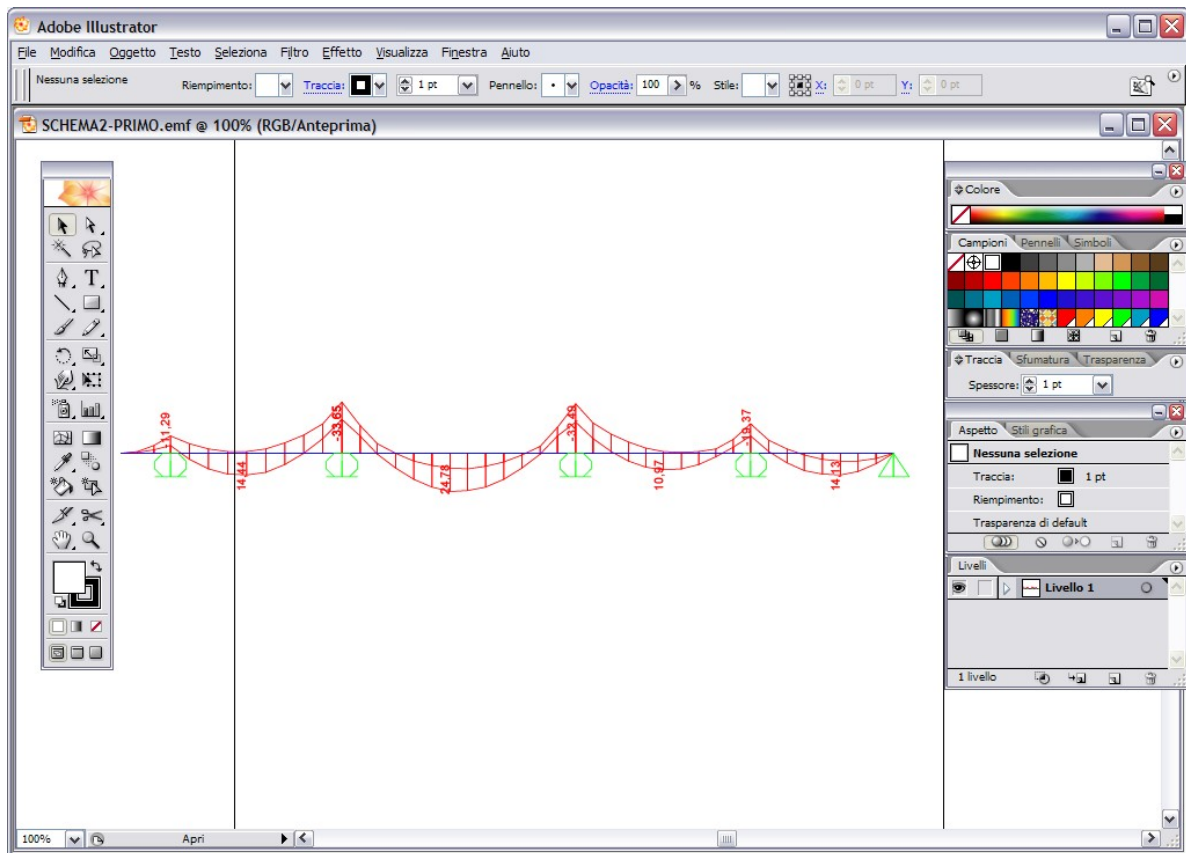 Adobe Illustrator
File Modifica Oggetto Testo Seleziona Filtro Effetto Visualizza Finestra Aiuto
Nessuna selezione Riempimento: Traccia: 1 pt Pennello: Opacità: 100 % Stile: X: 0 pt Y: 0 pt
SCHEMA2-PRIMO.emf @ 100% (RGB/Anteprima)
Colore
Campioni Pennelli Simboli
Traccia Sfumatura Trasparenza
Spessore: 1 pt
Aspetto Stili grafica
Nessuna selezione
Traccia: 1 pt
Riempimento:
Trasparenza di default
Livelli
Livello 1
1 livello
-11,29
14,44
-33,65
24,78
-32,49
10,97
-19,37
14,13
100% Apri